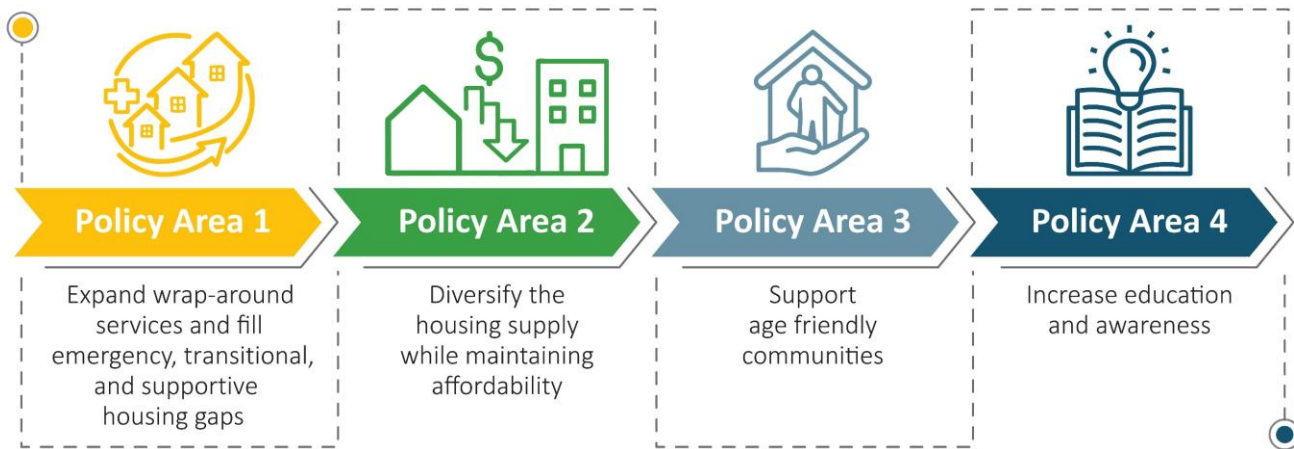 $
Policy Area 1
Expand wrap-around
services and fill
emergency, transitional,
and supportive
housing gaps
Policy Area 2
Diversify the
housing supply
while maintaining
affordability
Policy Area 3
Support
age friendly
communities
Policy Area 4
Increase education
and awareness